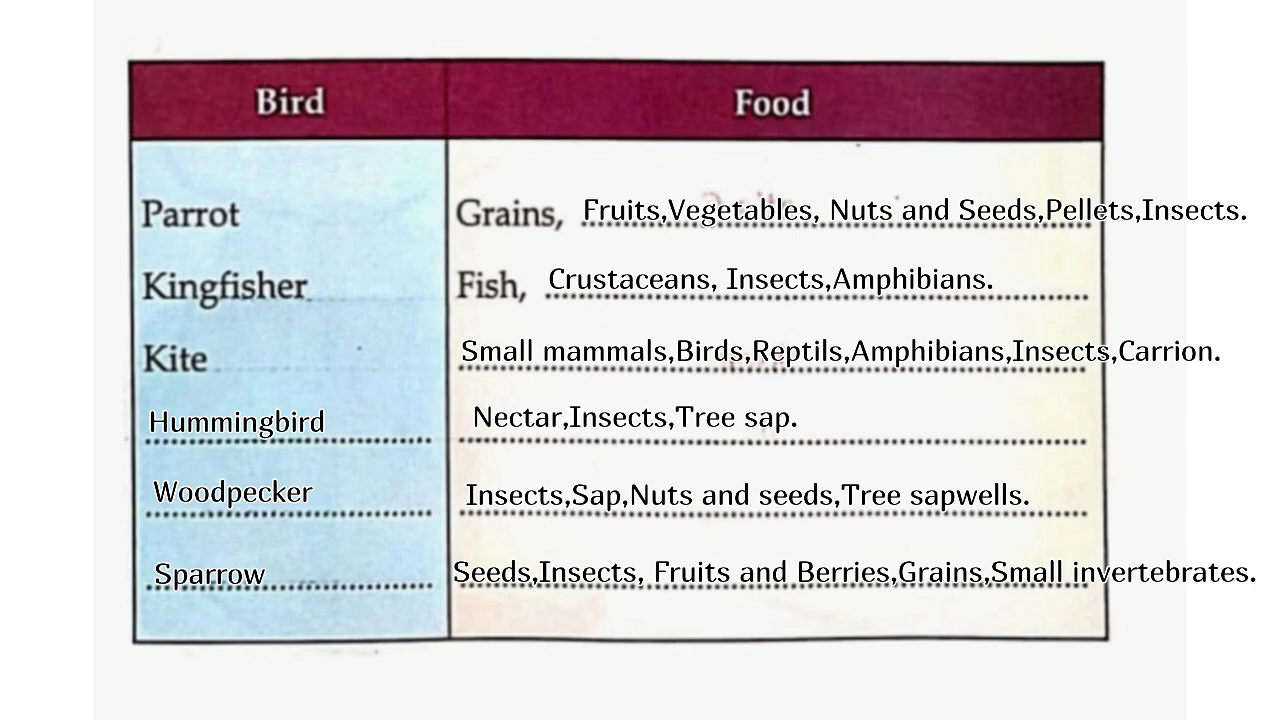 Bird Food
Parrot Grains, Fruits,Vegetables, Nuts and Seeds,Pellets,Insects.
Kingfisher Fish, Crustaceans, Insects,Amphibians.
Kite Small mammals,Birds,Reptils,Amphibians,Insects,Carrion.
Hummingbird Nectar,Insects,Tree sap.
Woodpecker Insects,Sap,Nuts and seeds,Tree sapwells.
Sparrow Seeds,Insects, Fruits and Berries,Grains,Small invertebrates.